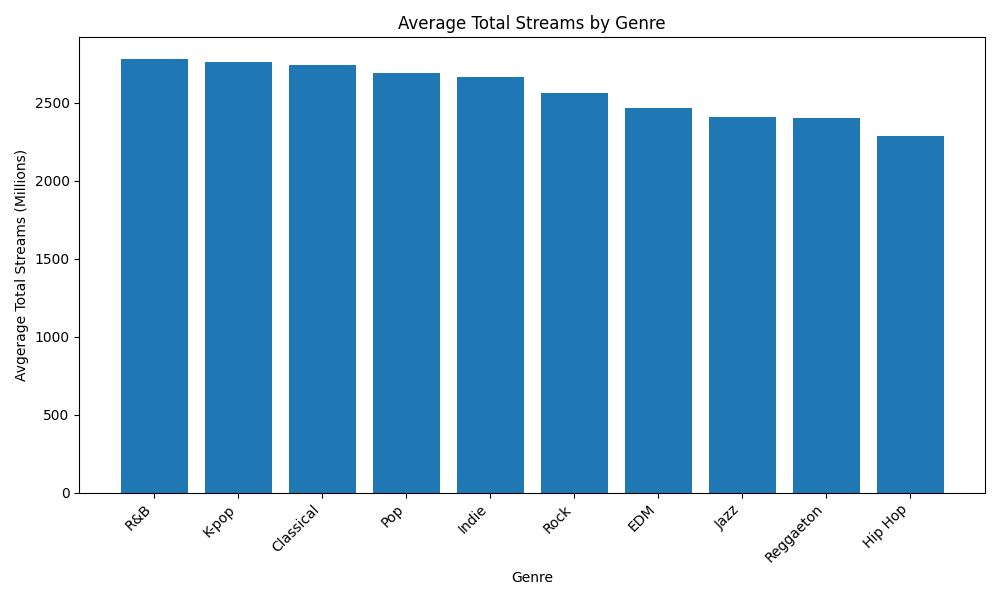 Average Total Streams by Genre
Avgerage Total Streams (Millions)
2500
2000
1500
1000
500
0
R&B
K-pop
Classical
Pop
Indie
Rock
EDM
Jazz
Reggaeton
Hip Hop
Genre